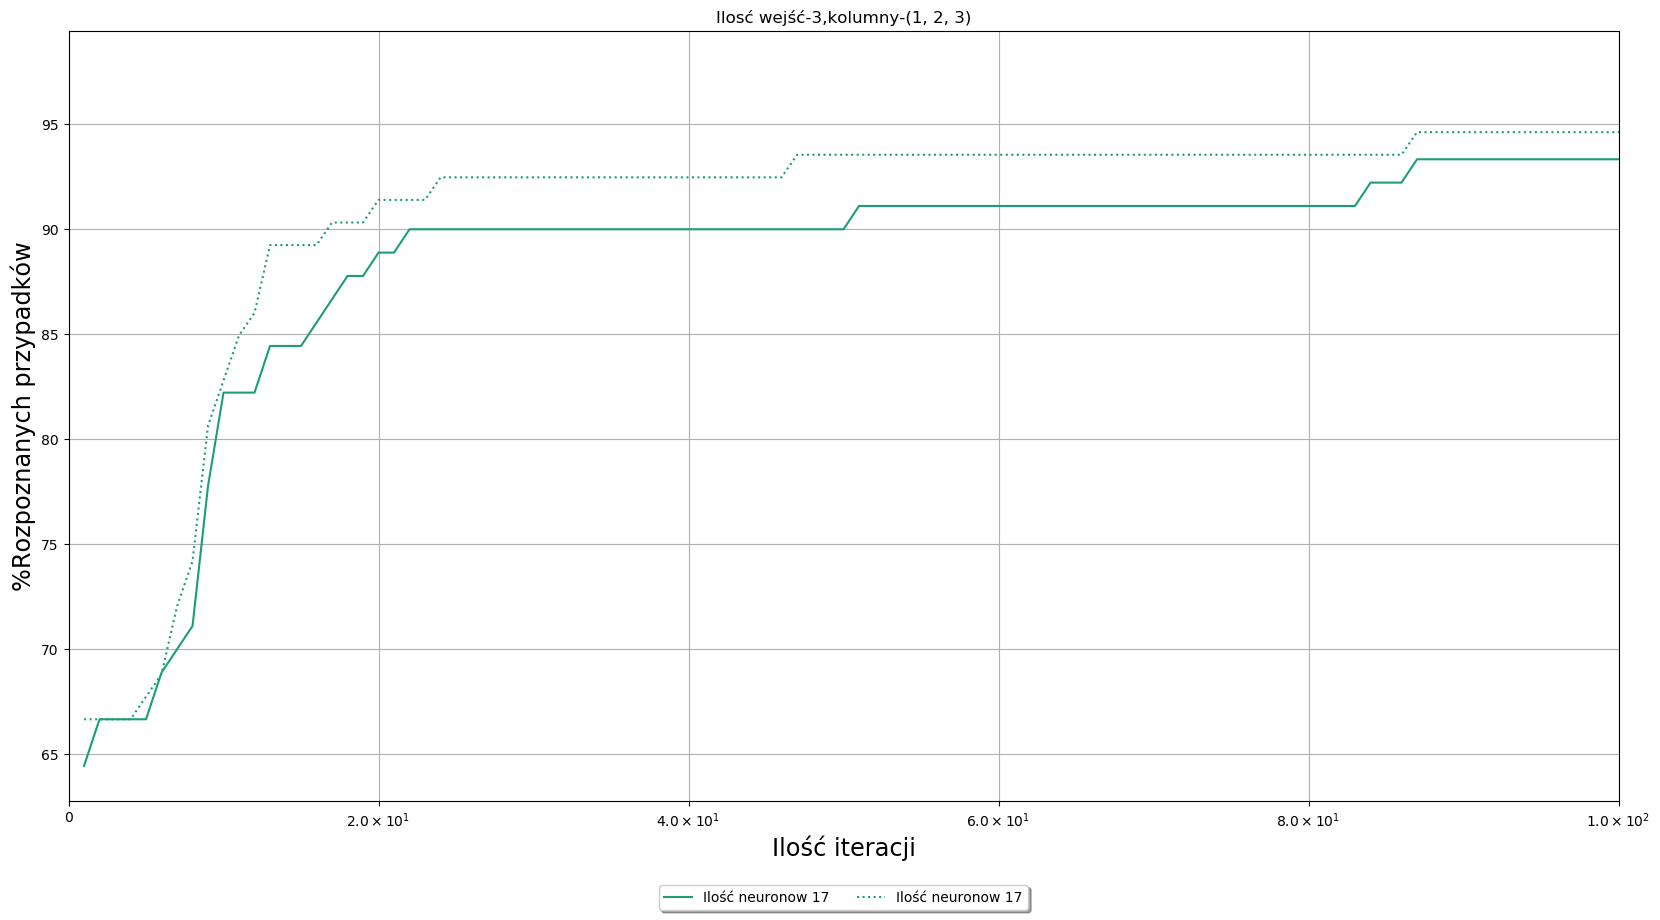 Ilosć wejść-3,kolumny-(1, 2, 3)
%Rozpoznanych przypadków
95
90
85
80
75
70
65
0 2.0 × 10¹ 4.0 × 10¹ 6.0 × 10¹ 8.0 × 10¹ 1.0 × 10²
Ilość iteracji
Ilość neuronow 17 Ilość neuronow 17